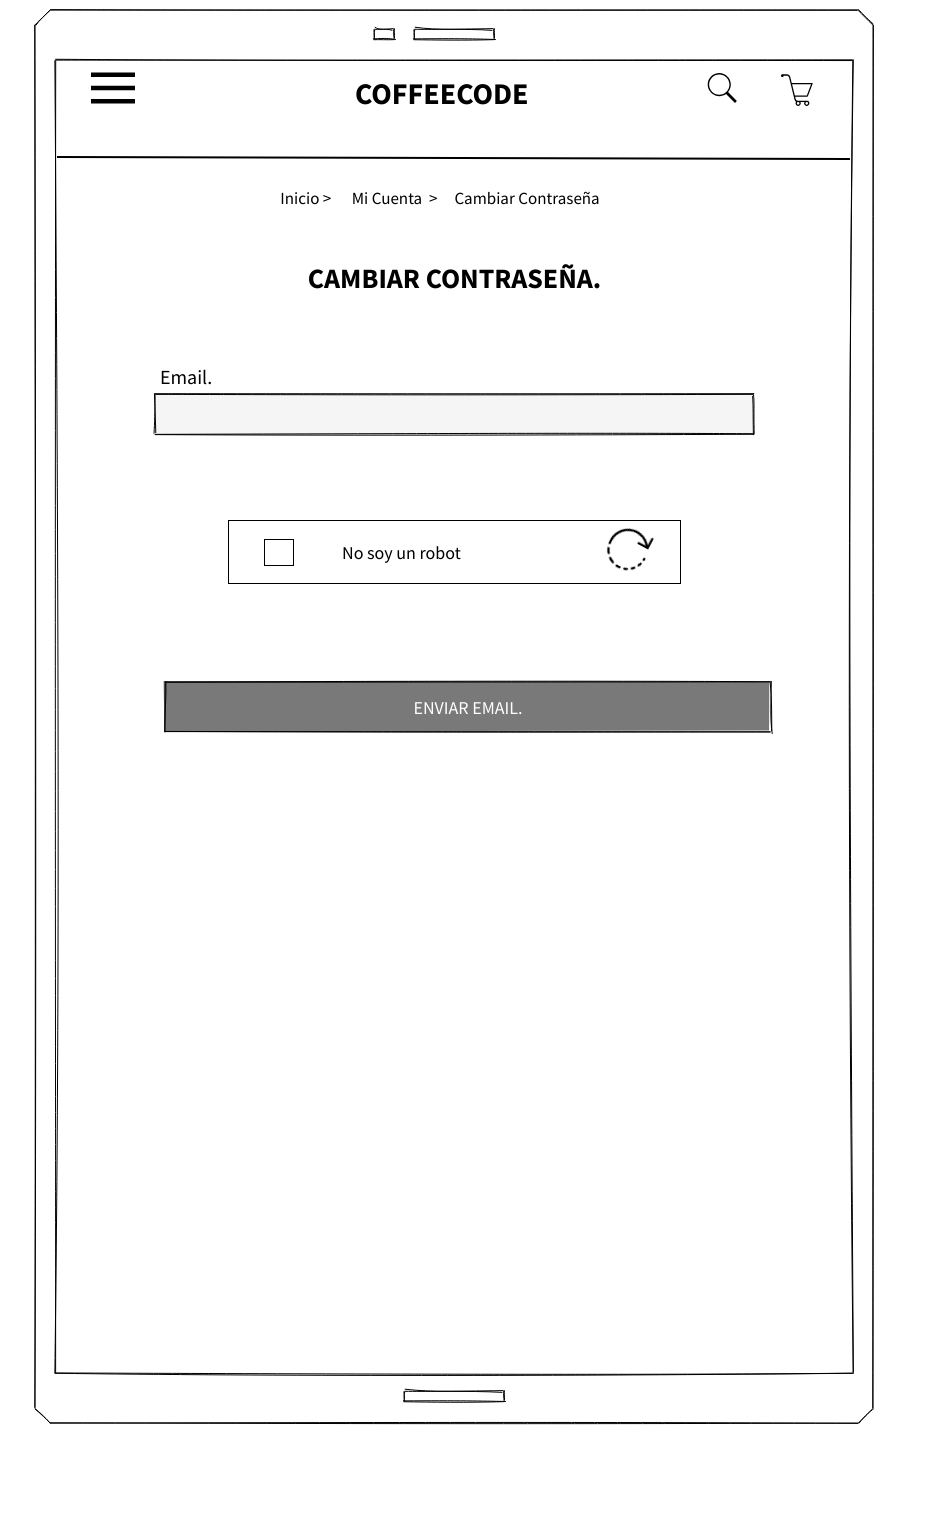 COFFEECODE
Inicio > Mi Cuenta > Cambiar Contraseña
CAMBIAR CONTRASEÑA.
Email.
No soy un robot
ENVIAR EMAIL.